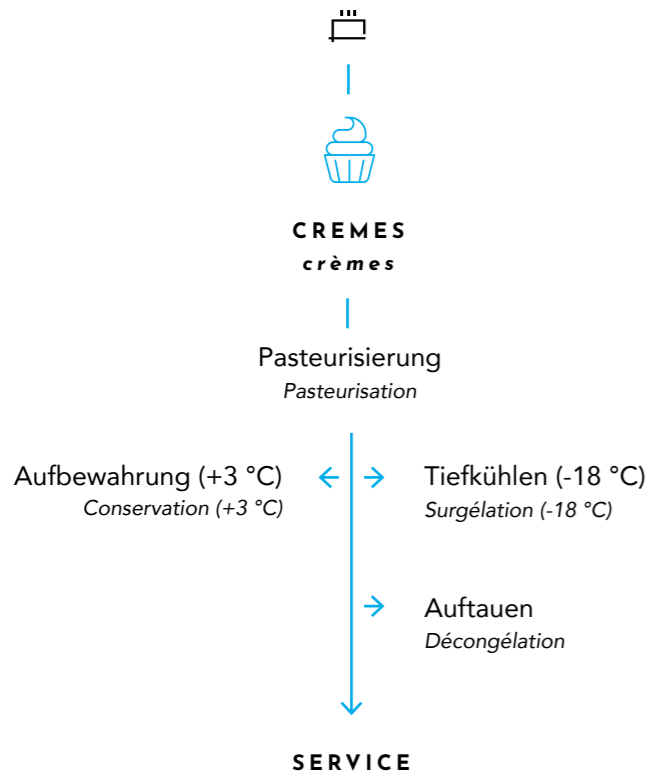 CREMES
crèmes
Pasteurisierung
Pasteurisation
Aufbewahrung (+3 °C)
Conservation (+3 °C)
Tiefkühlen (-18 °C)
Surgélation (-18 °C)
Auftauen
Décongélation
SERVICE